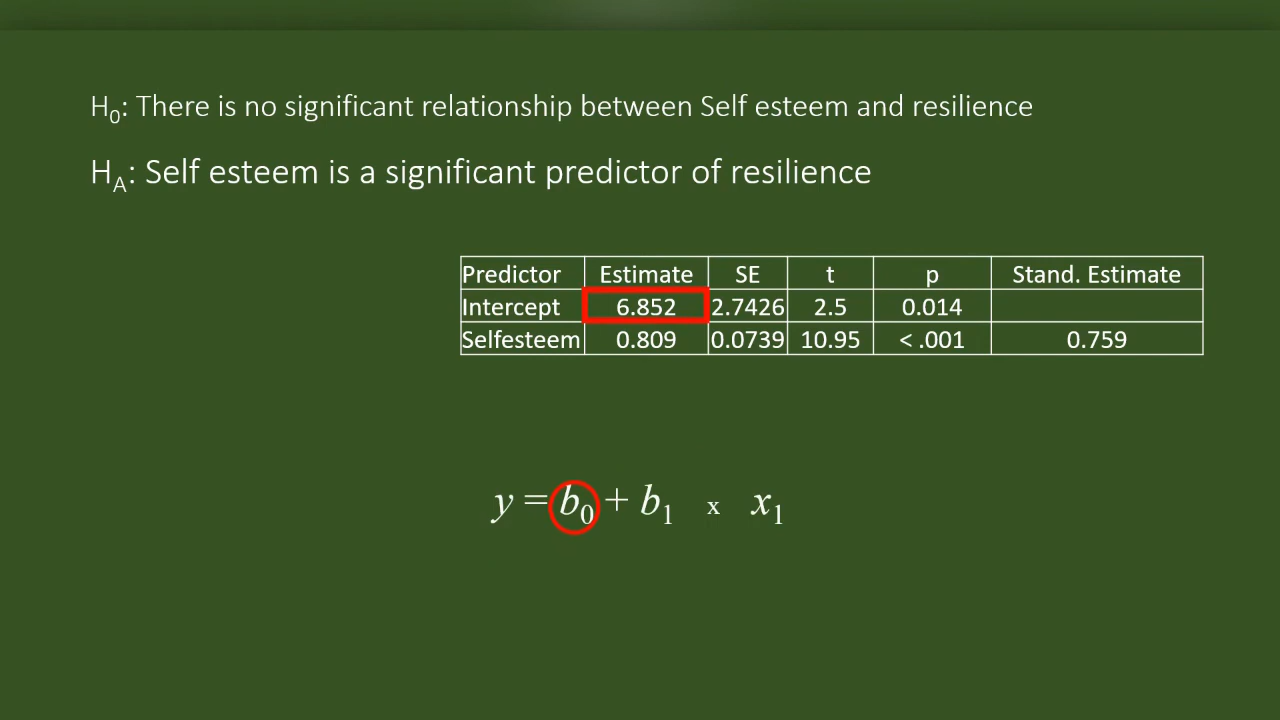 H0: There is no significant relationship between Self esteem and resilience
HA: Self esteem is a significant predictor of resilience
Predictor Estimate SE t p Stand. Estimate
Intercept 6.852 2.7426 2.5 0.014
Selfesteem 0.809 0.0739 10.95 < .001 0.759
y = b0 + b1 x x1